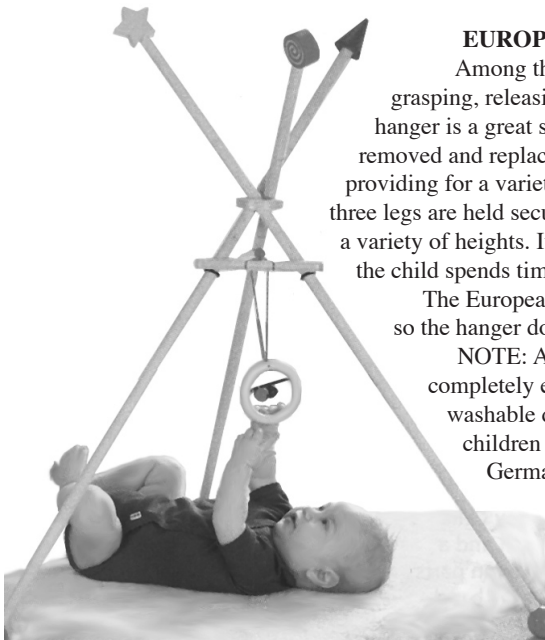 EUROP
Among th
grasping, releasi
hanger is a great s
removed and replac
providing for a variet
three legs are held secu
a variety of heights. I
the child spends tim
The Europea
so the hanger do
NOTE: A
completely e
washable
children
Germa